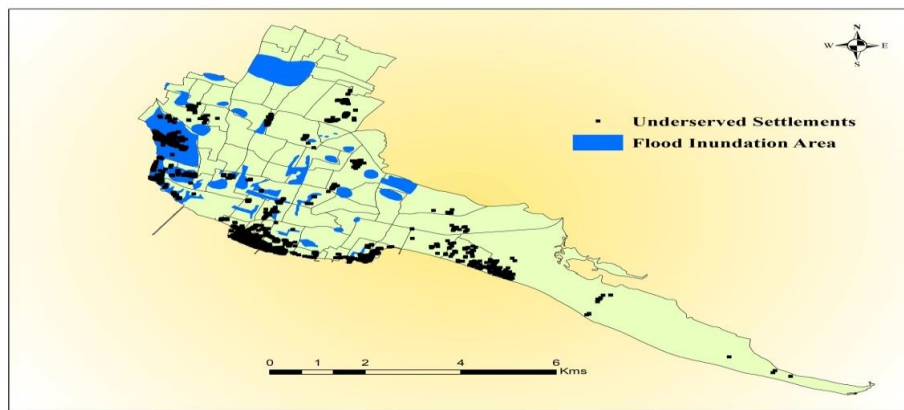 N
W E
S
Underserved Settlements
Flood Inundation Area
0 1 2 4 6
Kms